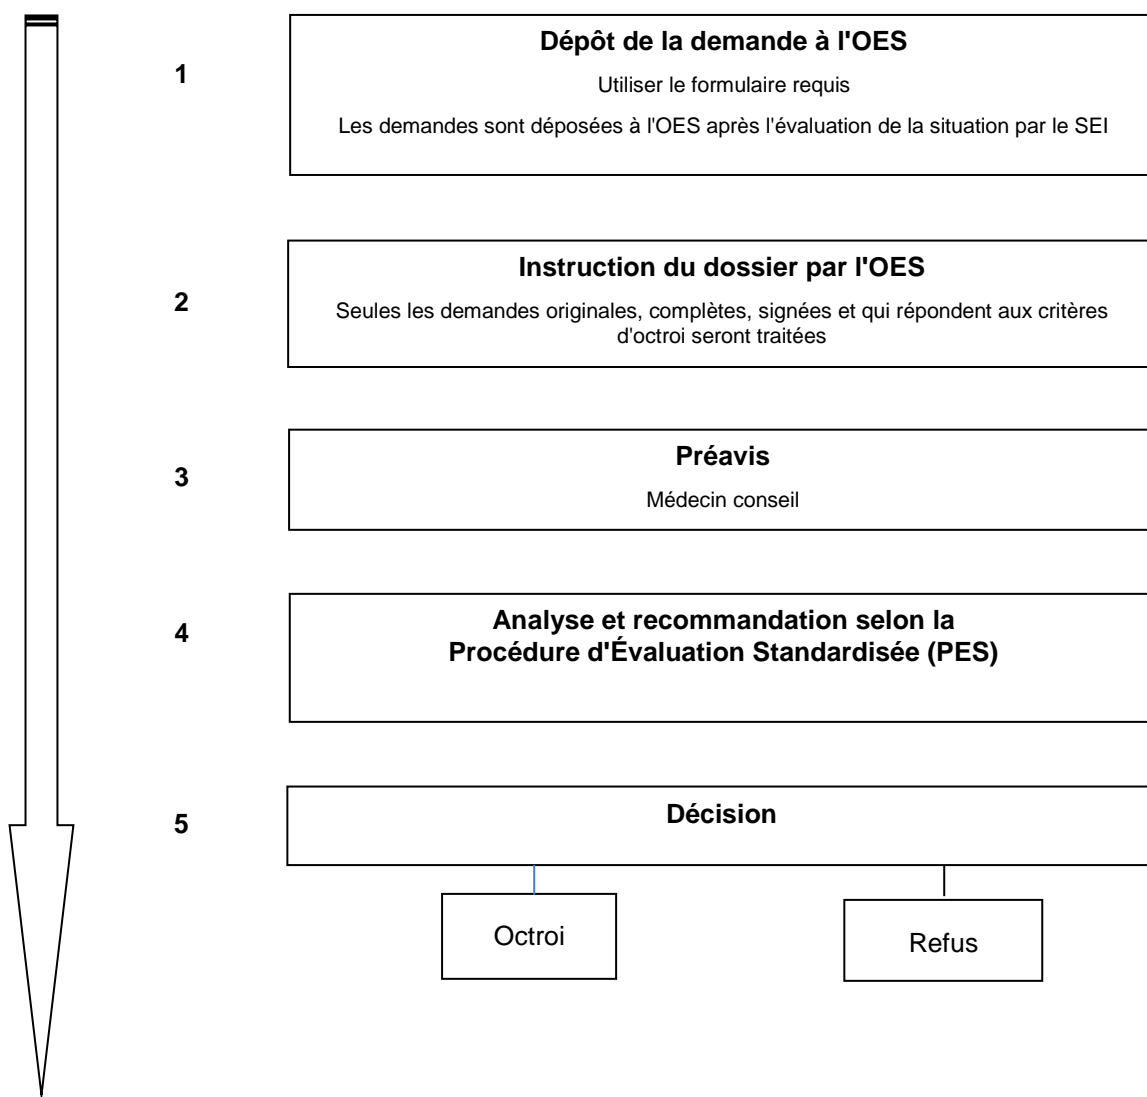 1
Dépôt de la demande à l'OES
Utiliser le formulaire requis
Les demandes sont déposées à l'OES après l'évaluation de la situation par le SEI
2
Instruction du dossier par l'OES
Seules les demandes originales, complètes, signées et qui répondent aux critères
d'octroi seront traitées
3
Préavis
Médecin conseil
4
Analyse et recommandation selon la
Procédure d'Évaluation Standardisée (PES)
5
Décision
Octroi
Refus